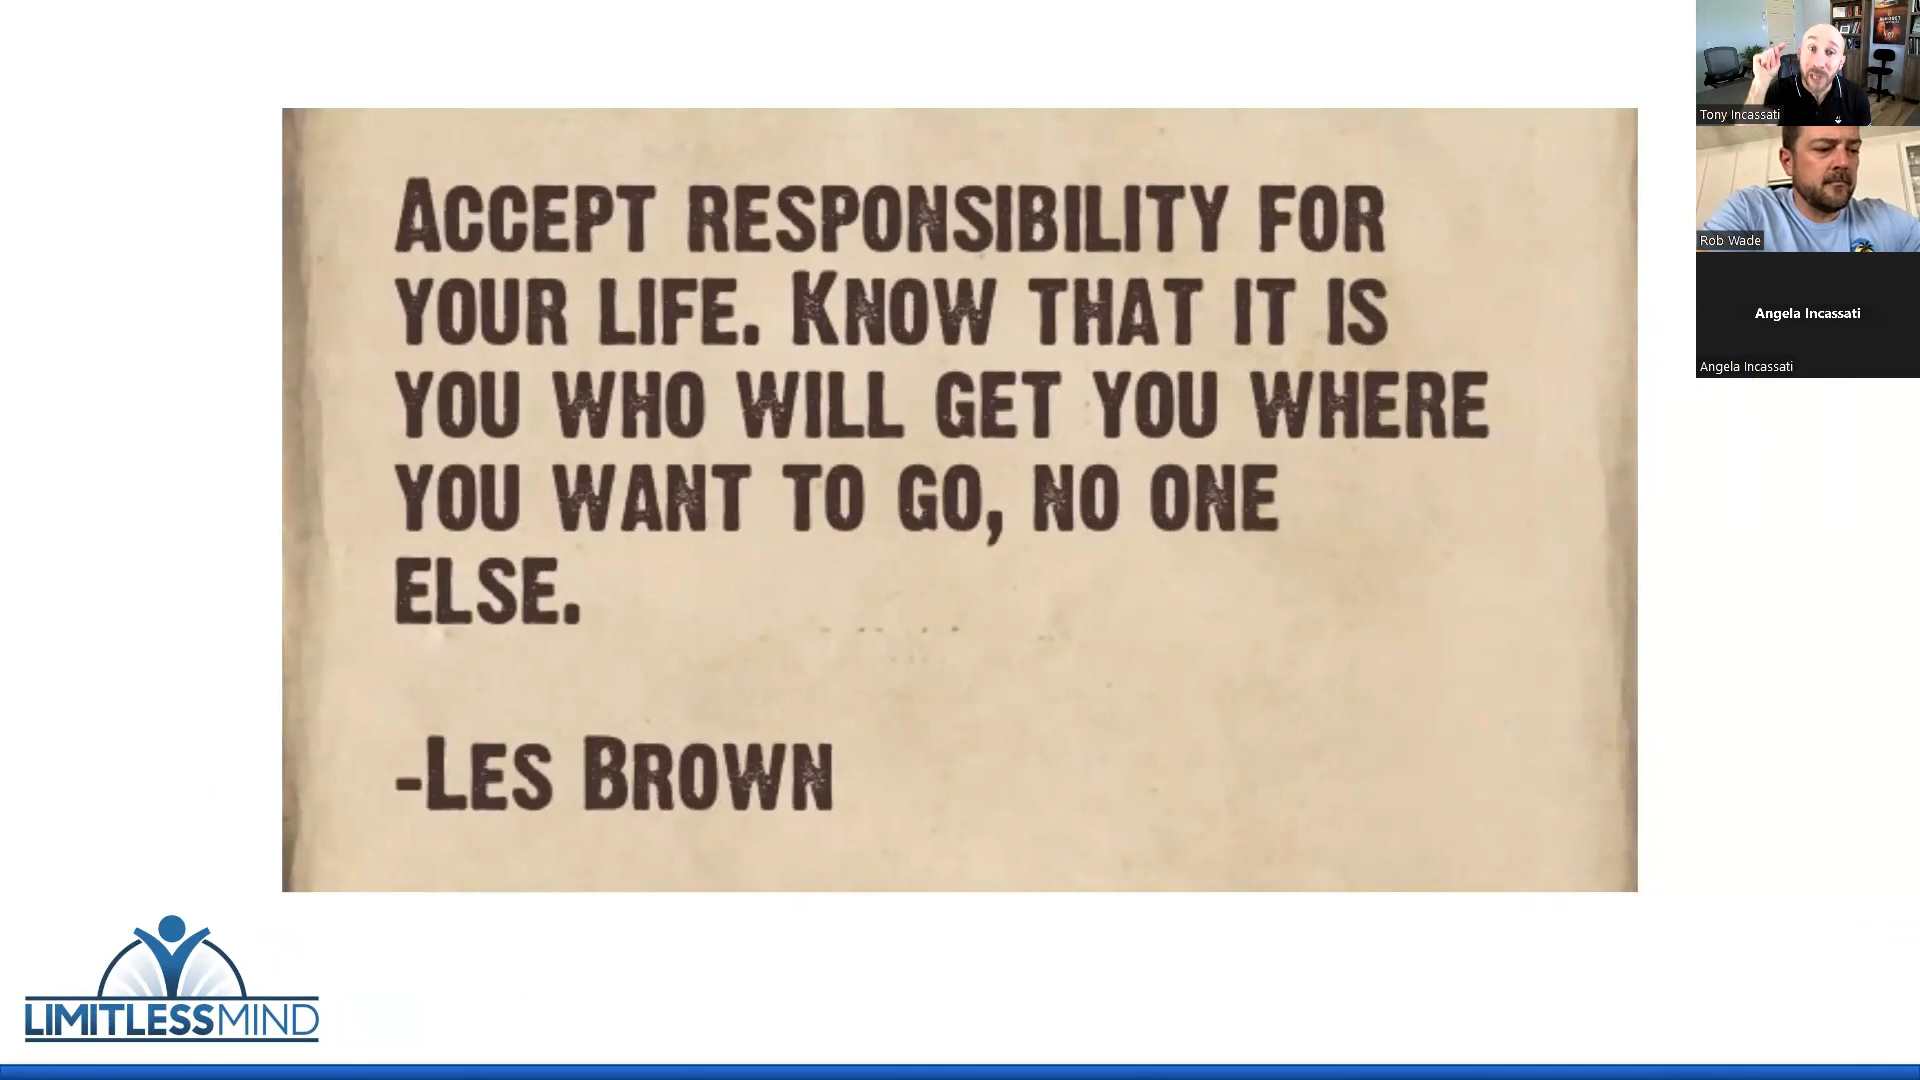 Accept responsibility for
your life. Know that it is
you who will get you where
you want to go, no one
else.
-Les Brown
LIMITLESSMIND
Tony Incassati
Rob Wade
Angela Incassati
Angela Incassati